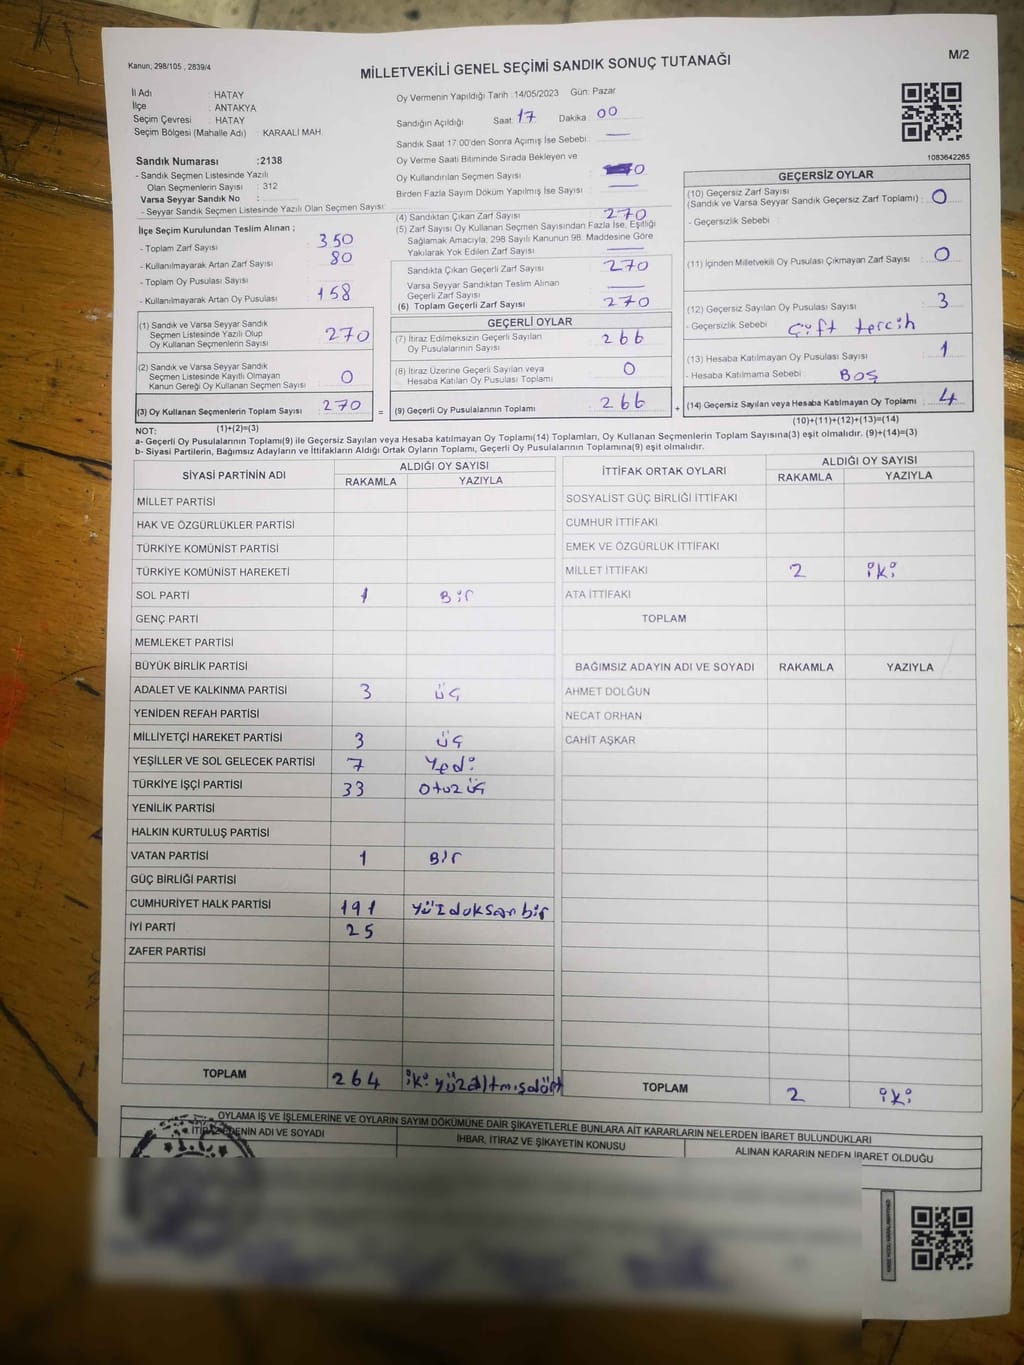 Kanun, 298/105 , 2839/4
MİLLETVEKİLİ GENEL SEÇİMİ SANDIK SONUÇ TUTANAĞI
M/2
İl Adı : HATAY
İlçe : ANTAKYA
Seçim Çevresi : HATAY
Seçim Bölgesi (Mahalle Adı) : KARAALİ MAH.
Oy Vermenin Yapıldığı Tarih :14/05/2023 Gün: Pazar
Sandığın Açıldığı Saat: 17 Dakika: 00
Sandık Saat 17:00'den Sonra Açımış İse Sebebi: —
Oy Verme Saati Bitiminde Sırada Bekleyen ve
Oy Kullandırılan Seçmen Sayısı : 0
Birden Fazla Sayım Döküm Yapılmış İse Sayısı : —
1083642265
Sandık Numarası :2138
- Sandık Seçmen Listesinde Yazılı
Olan Seçmenlerin Sayısı : 312
Varsa Seyyar Sandık No :
- Seyyar Sandık Seçmen Listesinde Yazılı Olan Seçmen Sayısı:
İlçe Seçim Kurulundan Teslim Alınan ;
- Toplam Zarf Sayısı : 350
- Kullanılmayarak Artan Zarf Sayısı : 80
- Toplam Oy Pusulası Sayısı :
- Kullanılmayarak Artan Oy Pusulası : 158
(1) Sandık ve Varsa Seyyar Sandık
Seçmen Listesinde Yazılı Olup
Oy Kullanan Seçmenlerin Sayısı : 270
(2) Sandık ve Varsa Seyyar Sandık
Seçmen Listesinde Kayıtlı Olmayan
Kanun Gereği Oy Kullanan Seçmen Sayısı : 0
(3) Oy Kullanan Seçmenlerin Toplam Sayısı : 270
(1)+(2)=(3)
(4) Sandıktan Çıkan Zarf Sayısı : 270
(5) Zarf Sayısı Oy Kullanan Seçmen Sayısından Fazla İse, Eşitliği
Sağlamak Amacıyla, 298 Sayılı Kanunun 98. Maddesine Göre
Yakılarak Yok Edilen Zarf Sayısı : —
Sandıkta Çıkan Geçerli Zarf Sayısı : 270
Varsa Seyyar Sandıktan Teslim Alınan
Geçerli Zarf Sayısı : —
(6) Toplam Geçerli Zarf Sayısı : 270
GEÇERLİ OYLAR
(7) İtiraz Edilmeksizin Geçerli Sayılan
Oy Pusulalarının Sayısı : 266
(8) İtiraz Üzerine Geçerli Sayılan veya
Hesaba Katılan Oy Pusulası Toplamı : 0
= (9) Geçerli Oy Pusulalarının Toplamı : 266 +
GEÇERSİZ OYLAR
(10) Geçersiz Zarf Sayısı
(Sandık ve Varsa Seyyar Sandık Geçersiz Zarf Toplamı) : 0
- Geçersizlik Sebebi :
(11) İçinden Milletvekili Oy Pusulası Çıkmayan Zarf Sayısı : 0
(12) Geçersiz Sayılan Oy Pusulası Sayısı : 3
- Geçersizlik Sebebi : Çift tercih
(13) Hesaba Katılmayan Oy Pusulası Sayısı : 1
- Hesaba Katılmama Sebebi : BOŞ
(14) Geçersiz Sayılan veya Hesaba Katılmayan Oy Toplamı : 4
(10)+(11)+(12)+(13)=(14)
NOT:
a- Geçerli Oy Pusulalarının Toplamı(9) ile Geçersiz Sayılan veya Hesaba katılmayan Oy Toplamı(14) Toplamları, Oy Kullanan Seçmenlerin Toplam Sayısına(3) eşit olmalıdır. (9)+(14)=(3)
b- Siyasi Partilerin, Bağımsız Adayların ve İttifakların Aldığı Ortak Oyların Toplamı, Geçerli Oy Pusulalarının Toplamına(9) eşit olmalıdır.
SİYASİ PARTİNİN ADI ALDIĞI OY SAYISI
RAKAMLA YAZIYLA
MİLLET PARTİSİ
HAK VE ÖZGÜRLÜKLER PARTİSİ
TÜRKİYE KOMÜNİST PARTİSİ
TÜRKİYE KOMÜNİST HAREKETİ
SOL PARTİ 1 Bir
GENÇ PARTİ
MEMLEKET PARTİSİ
BÜYÜK BİRLİK PARTİSİ
ADALET VE KALKINMA PARTİSİ 3 üç
YENİDEN REFAH PARTİSİ
MİLLİYETÇİ HAREKET PARTİSİ 3 üç
YEŞİLLER VE SOL GELECEK PARTİSİ 7 Yedi
TÜRKİYE İŞÇİ PARTİSİ 33 otuz üç
YENİLİK PARTİSİ
HALKIN KURTULUŞ PARTİSİ
VATAN PARTİSİ 1 Bir
GÜÇ BİRLİĞİ PARTİSİ
CUMHURİYET HALK PARTİSİ 191 Yüzdoksanbir
İYİ PARTİ 25
ZAFER PARTİSİ
TOPLAM 264 iki yüzaltmışdört
İTTİFAK ORTAK OYLARI ALDIĞI OY SAYISI
RAKAMLA YAZIYLA
SOSYALİST GÜÇ BİRLİĞİ İTTİFAKI
CUMHUR İTTİFAKI
EMEK VE ÖZGÜRLÜK İTTİFAKI
MİLLET İTTİFAKI 2 iki
ATA İTTİFAKI
TOPLAM
BAĞIMSIZ ADAYIN ADI VE SOYADI RAKAMLA YAZIYLA
AHMET DOLĞUN
NECAT ORHAN
CAHİT AŞKAR
TOPLAM 2 iki
OYLAMA İŞ VE İŞLEMLERİNE VE OYLARIN SAYIM DÖKÜMÜNE DAİR ŞİKAYETLERLE BUNLARA AİT KARARLARIN NELERDEN İBARET BULUNDUKLARI
İTİRAZ EDENİN ADI VE SOYADI İHBAR, İTİRAZ VE ŞİKAYETİN KONUSU ALINAN KARARIN NEDEN İBARET OLDUĞU
T.C.